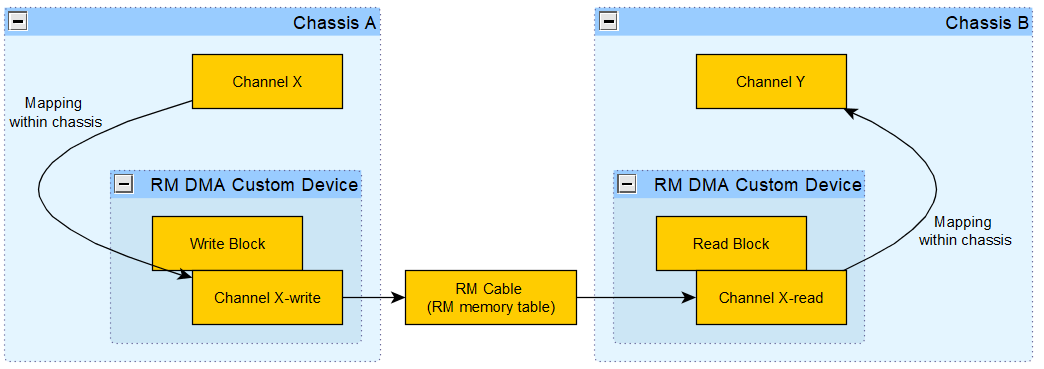 Chassis A
Channel X
Mapping
within chassis
RM DMA Custom Device
Write Block
Channel X-write
RM Cable
(RM memory table)
Chassis B
Channel Y
RM DMA Custom Device
Read Block
Channel X-read
Mapping
within chassis